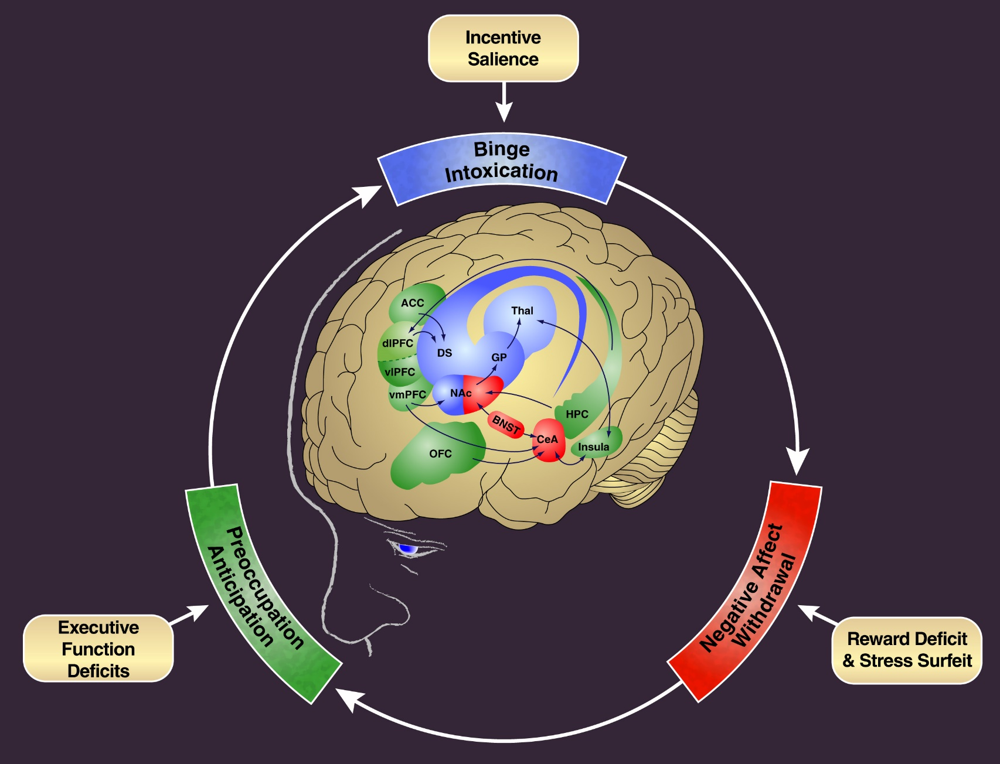 Incentive
Salience
Binge
Intoxication
ACC
Thal
dlPFC
DS
GP
vlPFC
vmPFC
NAc
HPC
BNST
CeA
Insula
OFC
Preoccupation
Anticipation
Negative Affect
Withdrawal
Executive
Function
Deficits
Reward Deficit
& Stress Surfeit